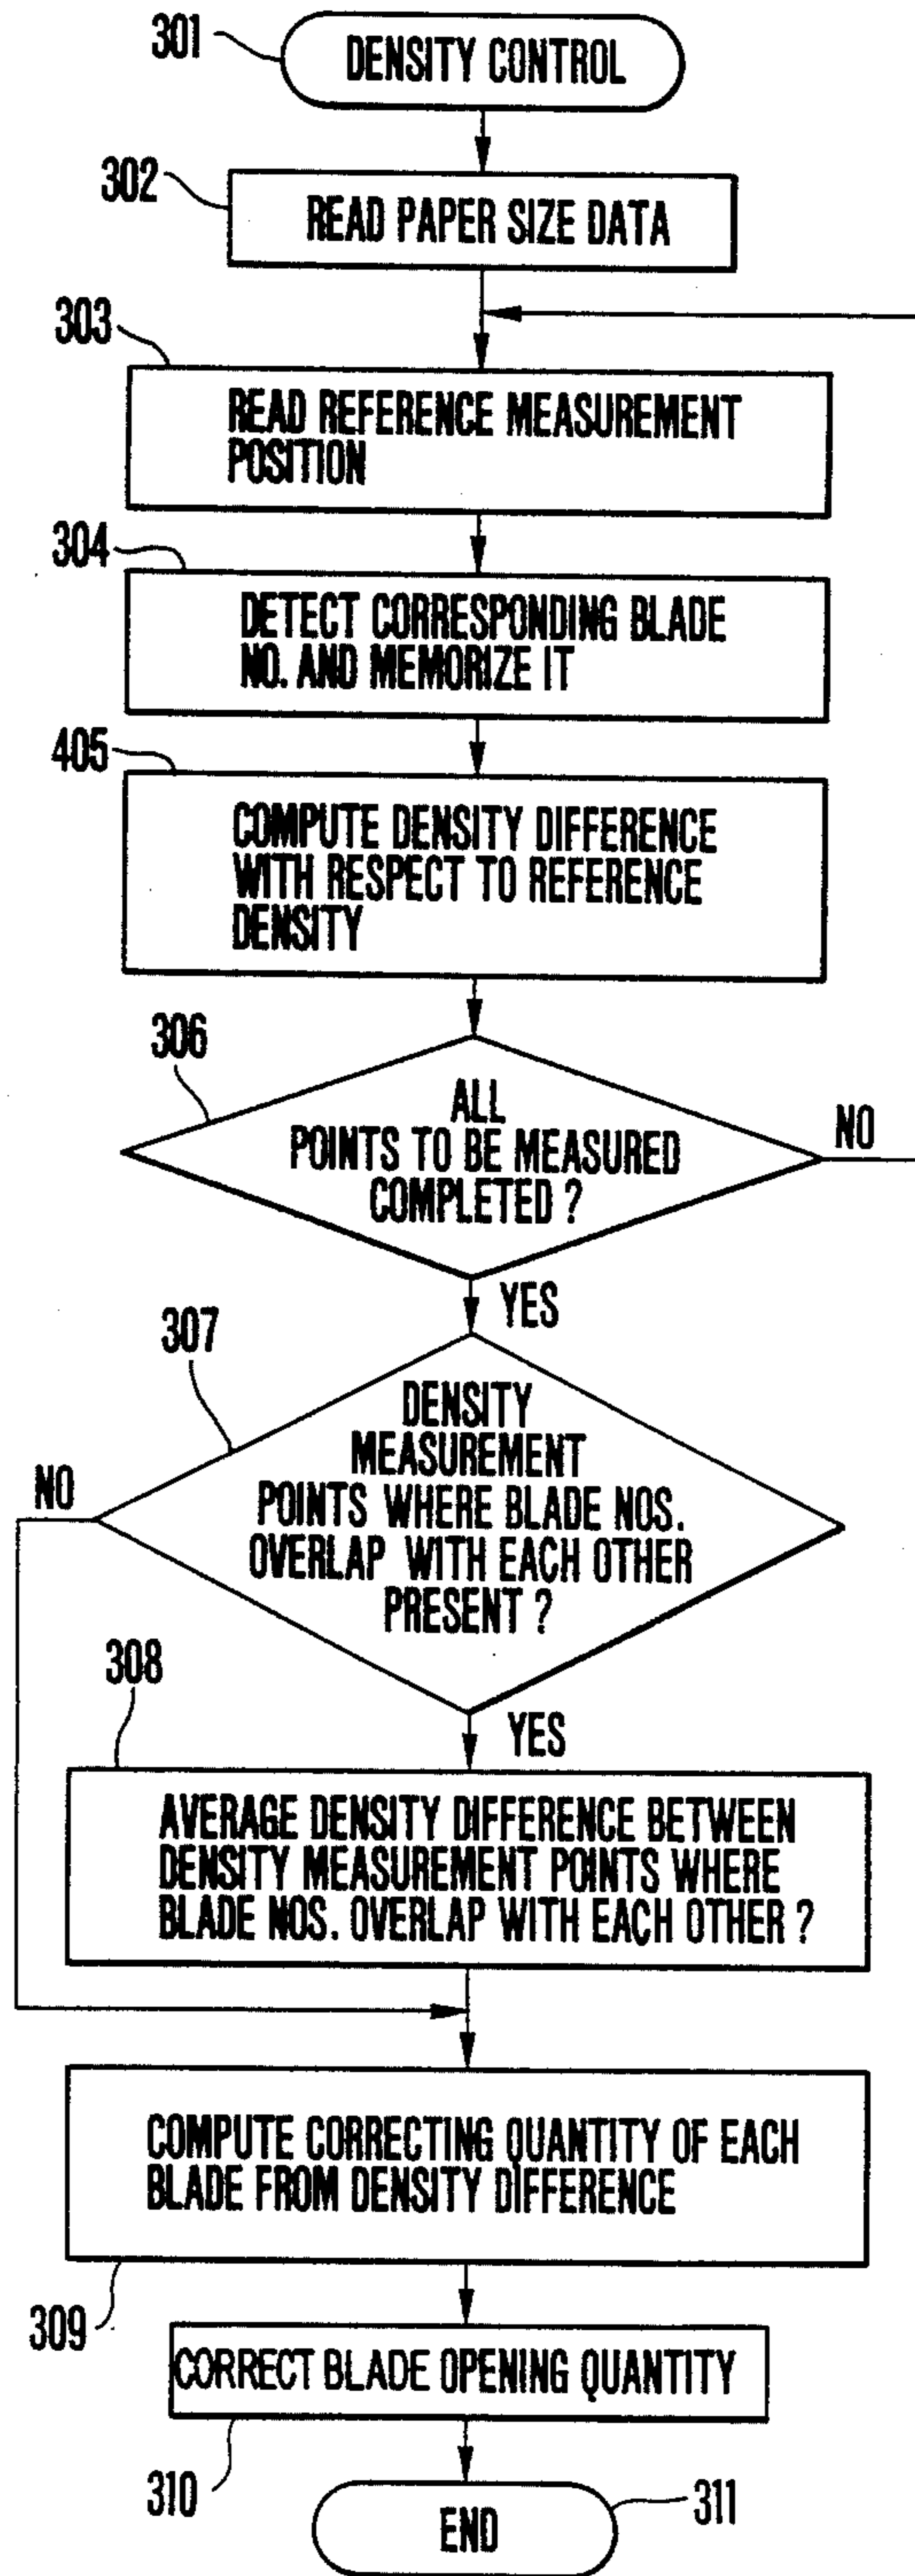 301
DENSITY CONTROL
302
READ PAPER SIZE DATA
303
READ REFERENCE MEASUREMENT
POSITION
304
DETECT CORRESPONDING BLADE
NO. AND MEMORIZE IT
405
COMPUTE DENSITY DIFFERENCE
WITH RESPECT TO REFERENCE
DENSITY
306
ALL
POINTS TO BE MEASURED
COMPLETED ?
NO
YES
307
DENSITY
MEASUREMENT
POINTS WHERE BLADE NOS.
OVERLAP WITH EACH OTHER
PRESENT ?
NO
YES
308
AVERAGE DENSITY DIFFERENCE BETWEEN
DENSITY MEASUREMENT POINTS WHERE
BLADE NOS. OVERLAP WITH EACH OTHER ?
COMPUTE CORRECTING QUANTITY OF EACH
BLADE FROM DENSITY DIFFERENCE
309
CORRECT BLADE OPENING QUANTITY
310
END
311